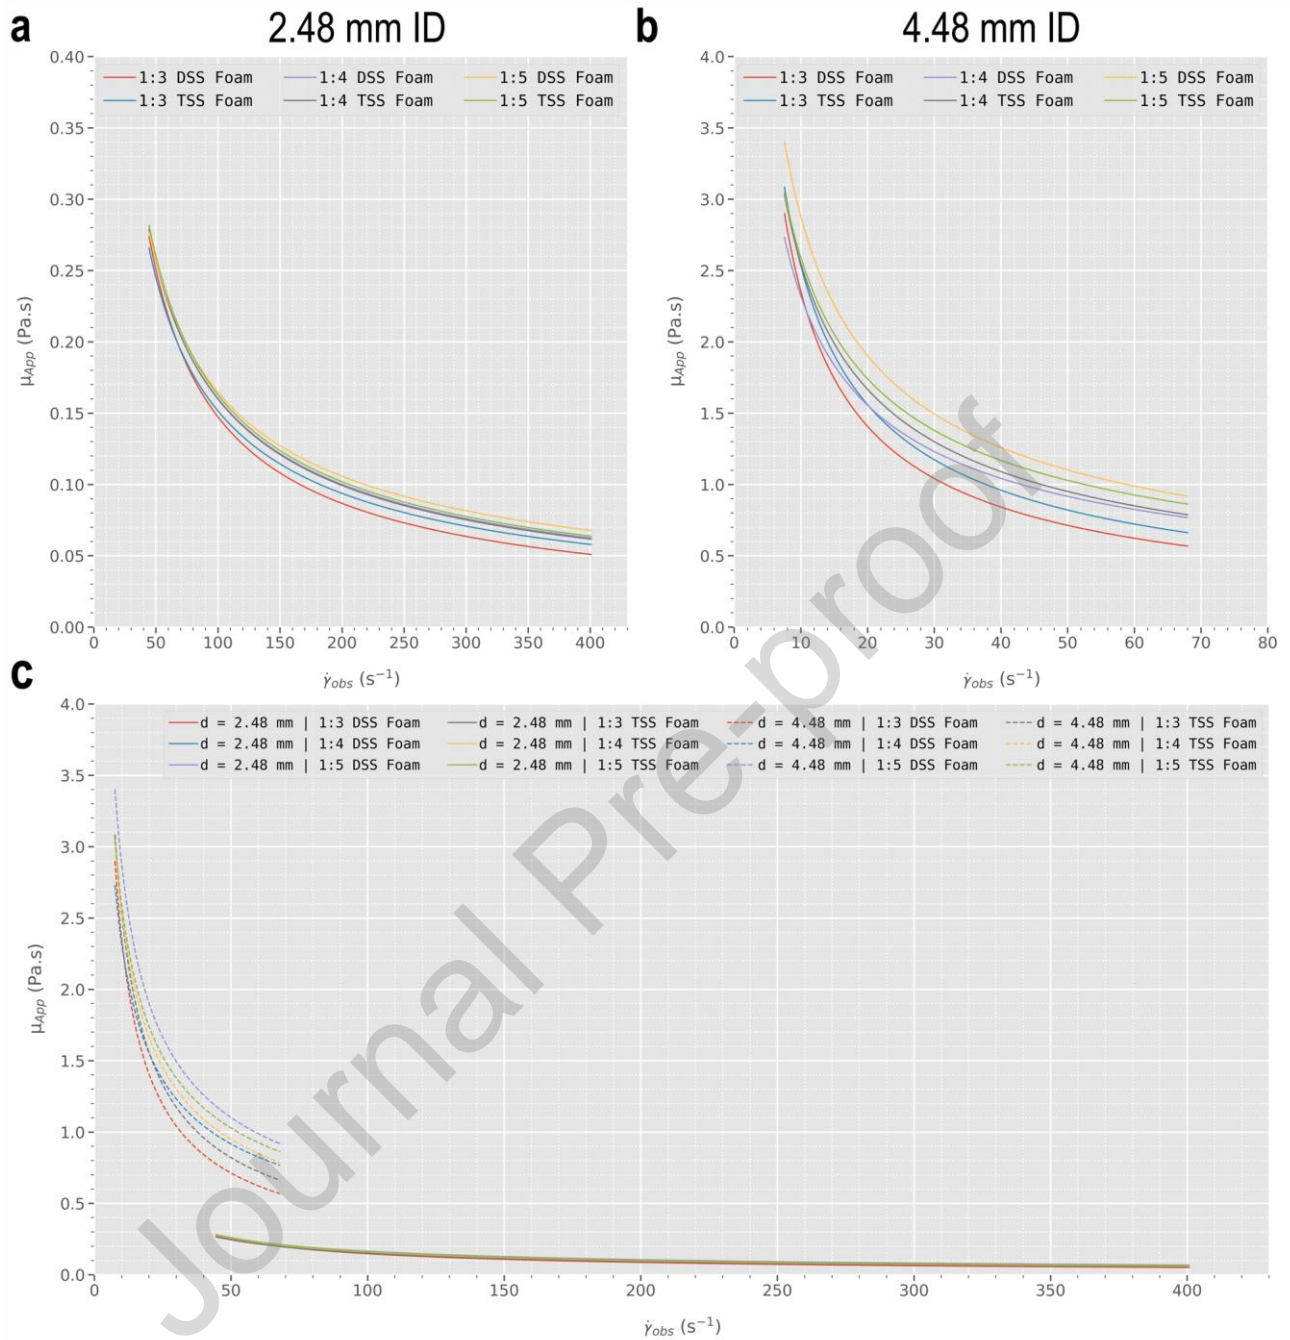 a 2.48 mm ID
0.40
1:3 DSS Foam 1:4 DSS Foam 1:5 DSS Foam
1:3 TSS Foam 1:4 TSS Foam 1:5 TSS Foam
0.35
0.30
0.25
0.20
0.15
0.10
0.05
0.00
μApp (Pa.s)
0 50 100 150 200 250 300 350 400
γ̇obs (s⁻¹)
b 4.48 mm ID
4.0
1:3 DSS Foam 1:4 DSS Foam 1:5 DSS Foam
1:3 TSS Foam 1:4 TSS Foam 1:5 TSS Foam
3.5
3.0
2.5
2.0
1.5
1.0
0.5
0.0
μApp (Pa.s)
0 10 20 30 40 50 60 70 80
γ̇obs (s⁻¹)
c
4.0
d = 2.48 mm | 1:3 DSS Foam d = 2.48 mm | 1:3 TSS Foam d = 4.48 mm | 1:3 DSS Foam d = 4.48 mm | 1:3 TSS Foam
d = 2.48 mm | 1:4 DSS Foam d = 2.48 mm | 1:4 TSS Foam d = 4.48 mm | 1:4 DSS Foam d = 4.48 mm | 1:4 TSS Foam
d = 2.48 mm | 1:5 DSS Foam d = 2.48 mm | 1:5 TSS Foam d = 4.48 mm | 1:5 DSS Foam d = 4.48 mm | 1:5 TSS Foam
3.5
3.0
2.5
2.0
1.5
1.0
0.5
0.0
μApp (Pa.s)
0 50 100 150 200 250 300 350 400
γ̇obs (s⁻¹)
Journal Pre-proof